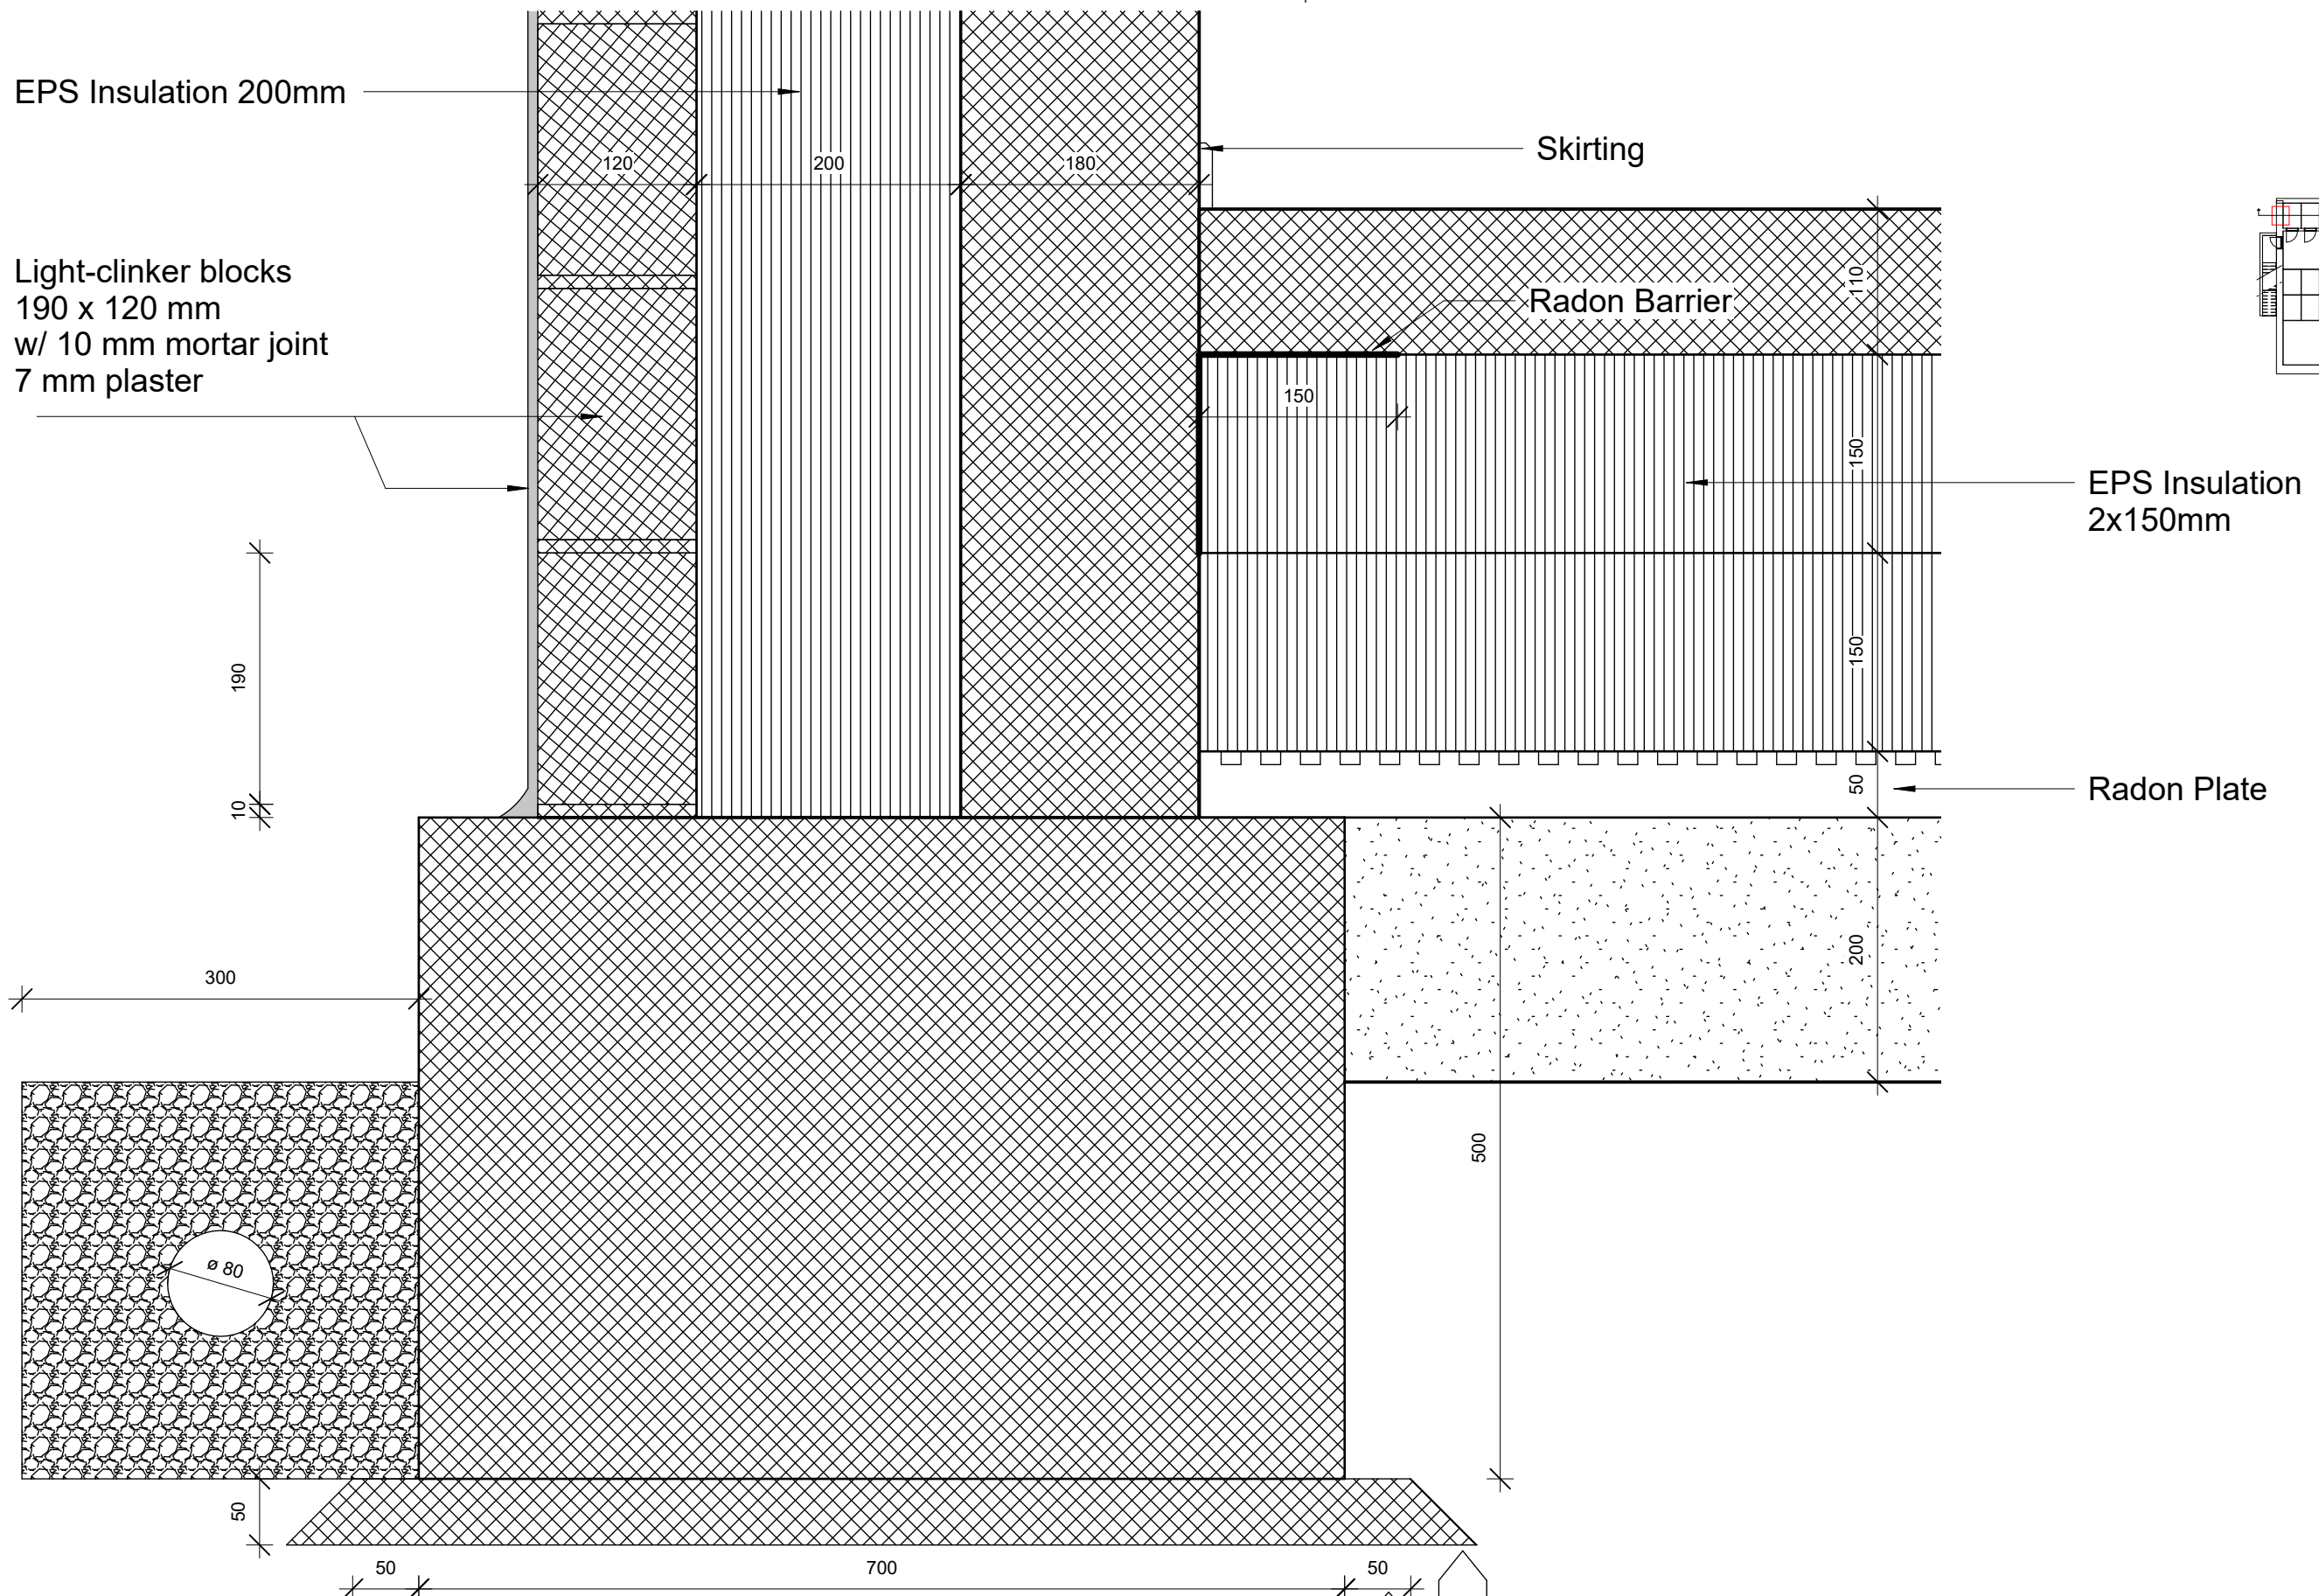 EPS Insulation 200mm
Skirting
120
200
180
Light-clinker blocks
190 x 120 mm
w/ 10 mm mortar joint
7 mm plaster
Radon Barrier
110
150
150
EPS Insulation
2x150mm
190
150
10
50
Radon Plate
300
200
500
ø 80
50
50
700
50